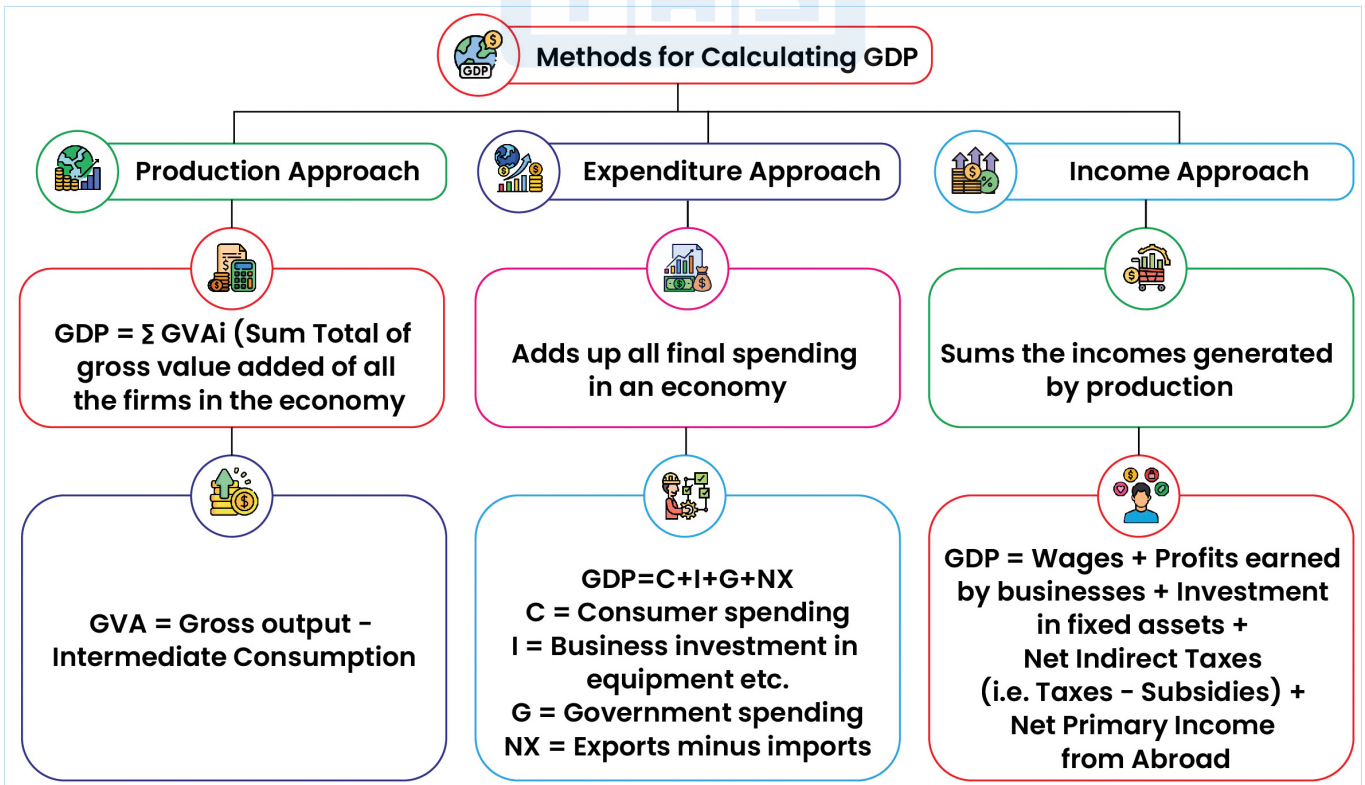 Methods for Calculating GDP
GDP
Production Approach
Expenditure Approach
Income Approach
GDP = Σ GVAi (Sum Total of
gross value added of all
the firms in the economy
Adds up all final spending
in an economy
Sums the incomes generated
by production
GVA = Gross output -
Intermediate Consumption
GDP=C+I+G+NX
C = Consumer spending
I = Business investment in
equipment etc.
G = Government spending
NX = Exports minus imports
GDP = Wages + Profits earned
by businesses + Investment
in fixed assets +
Net Indirect Taxes
(i.e. Taxes - Subsidies) +
Net Primary Income
from Abroad